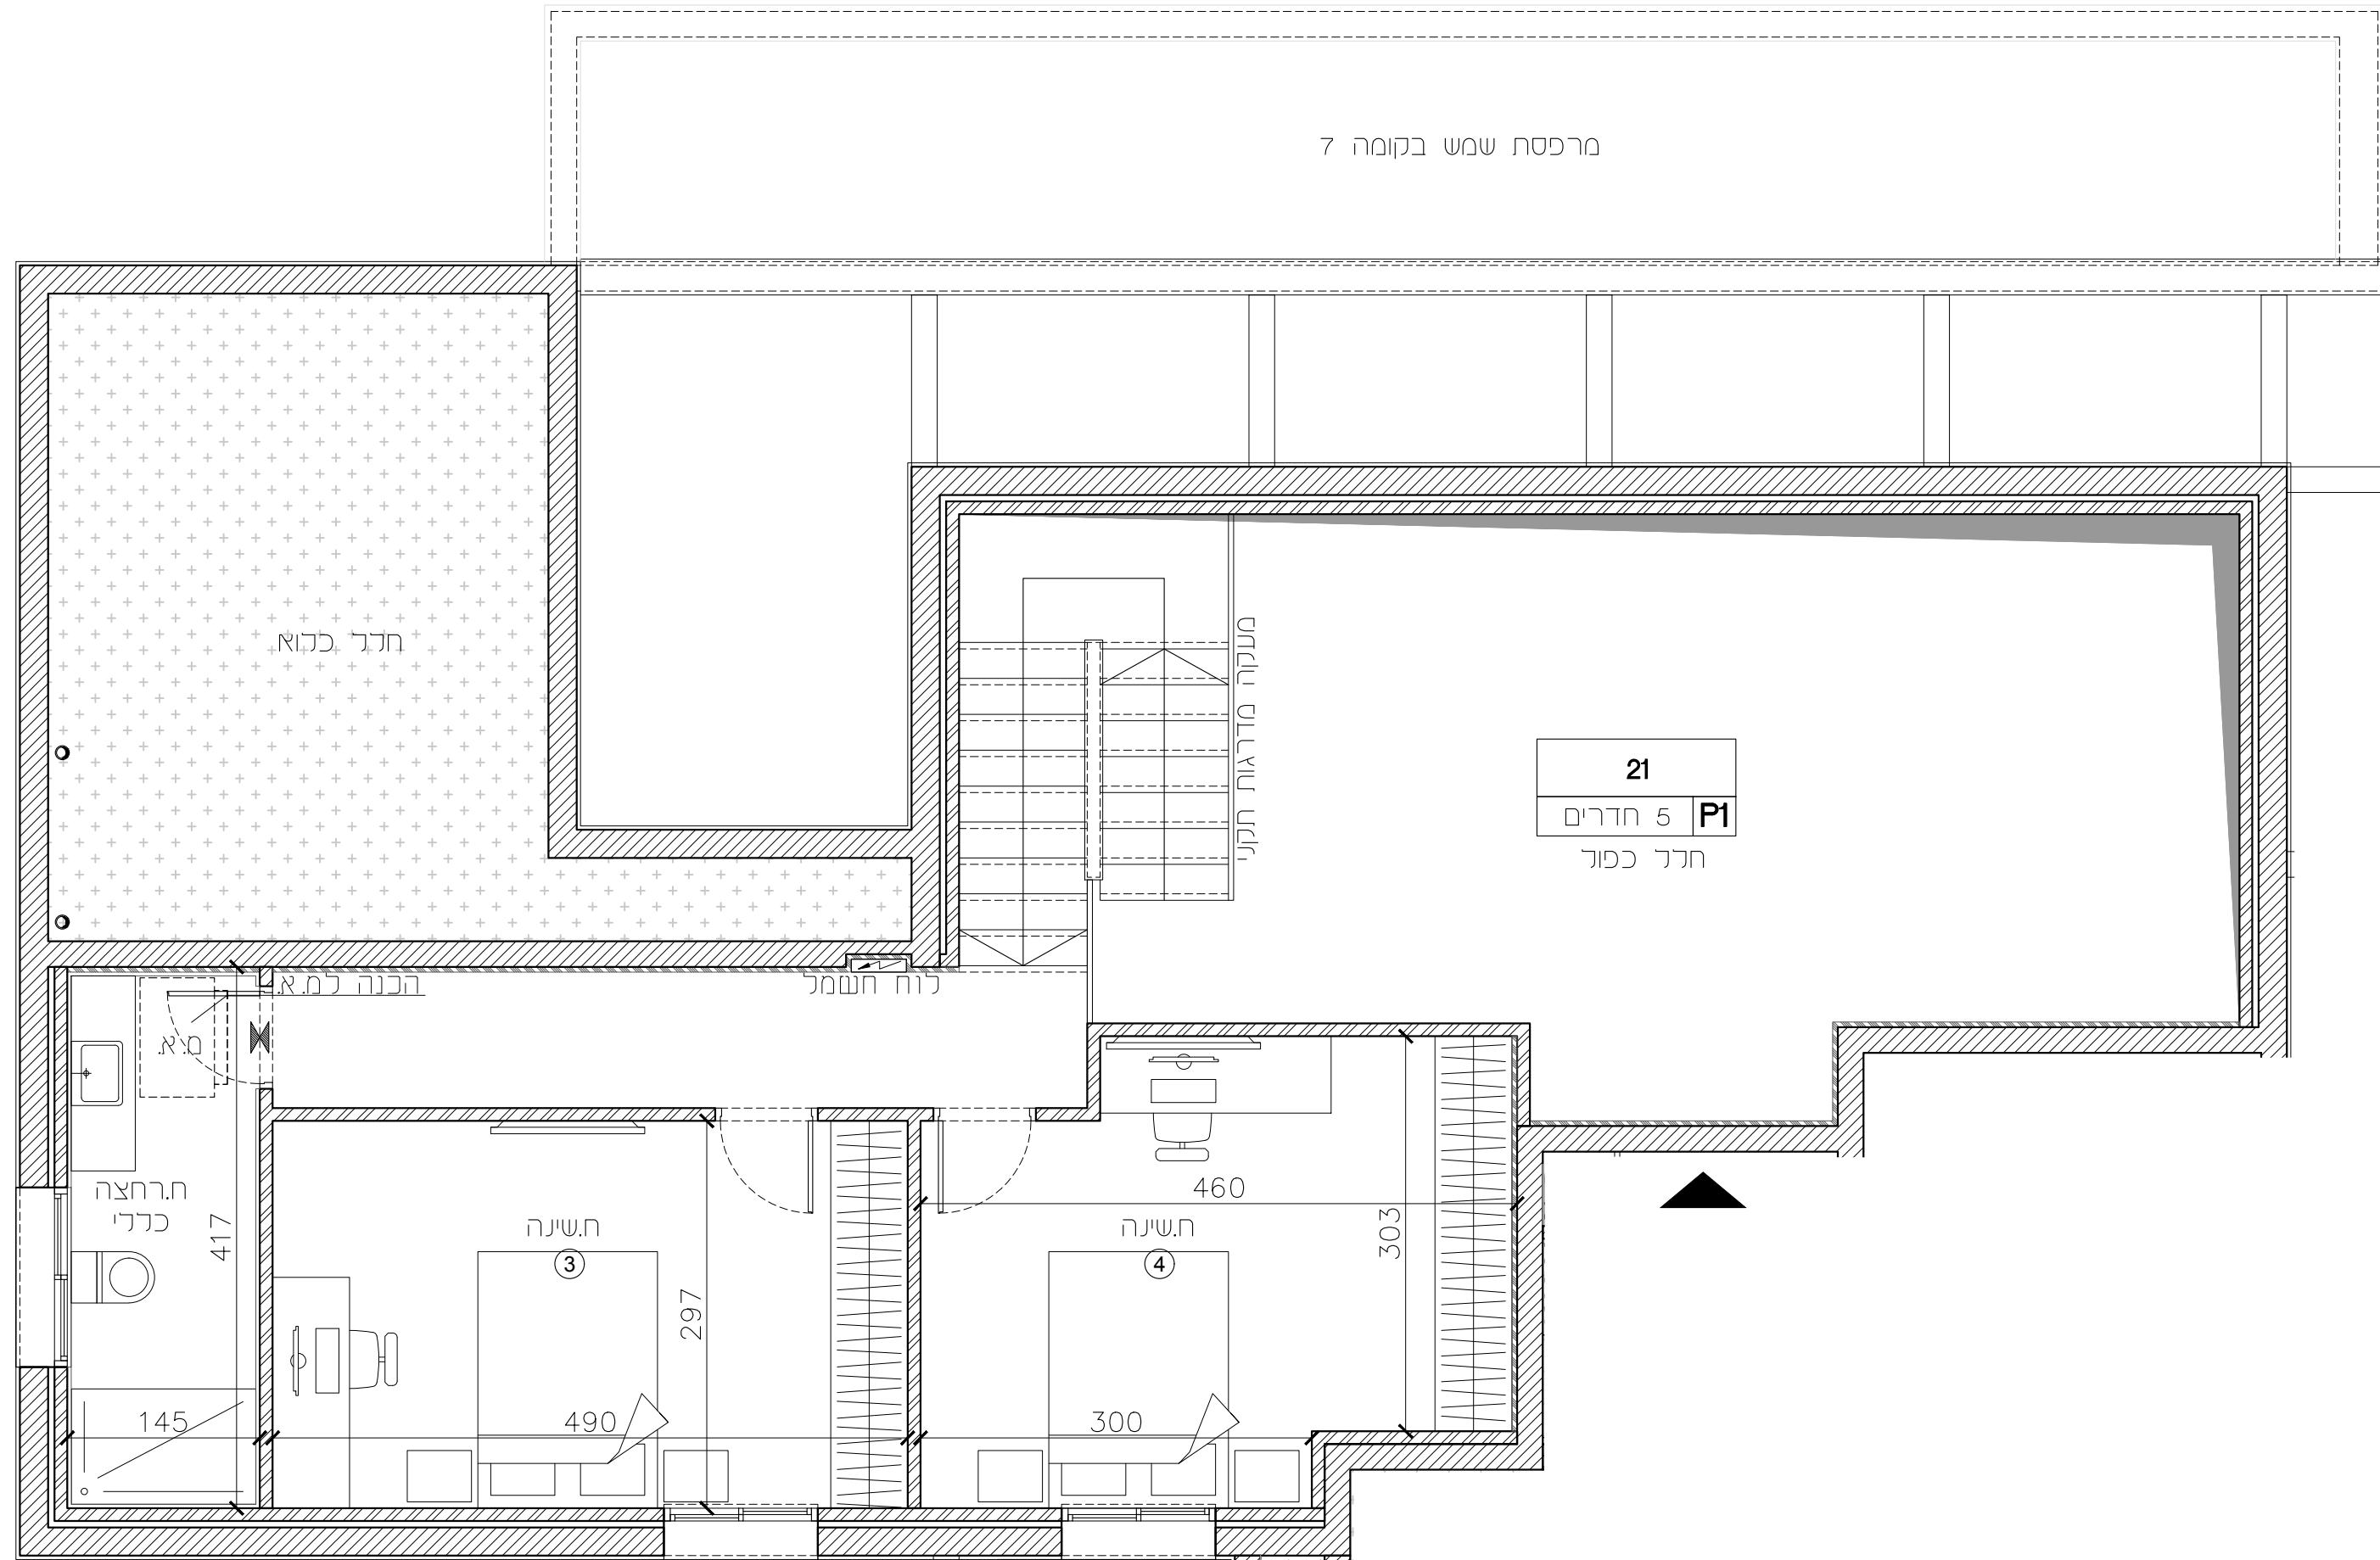 מרפסת שמש בקומה 7
חלל כלוא
מעקה מדרגות תקני
21
P1
5 חדרים
חלל כפול
הכנה למ.א.
לוח חשמל
מ.א.
ח.רחצה
כללי
417
ח.שינה
3
297
460
ח.שינה
4
303
145
490
300